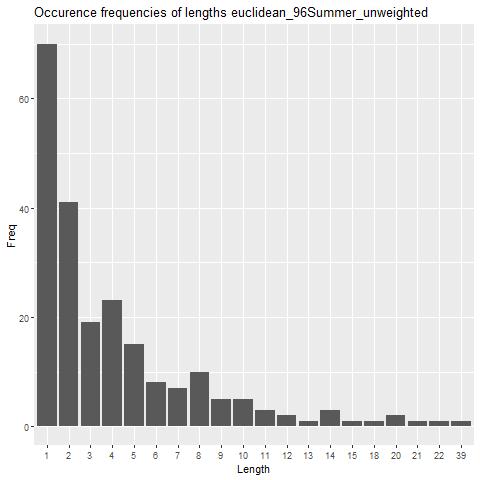 Occurence frequencies of lengths euclidean_96Summer_unweighted
60
40
20
0
Freq
1 2 3 4 5 6 7 8 9 10 11 12 13 14 15 18 20 21 22 39
Length